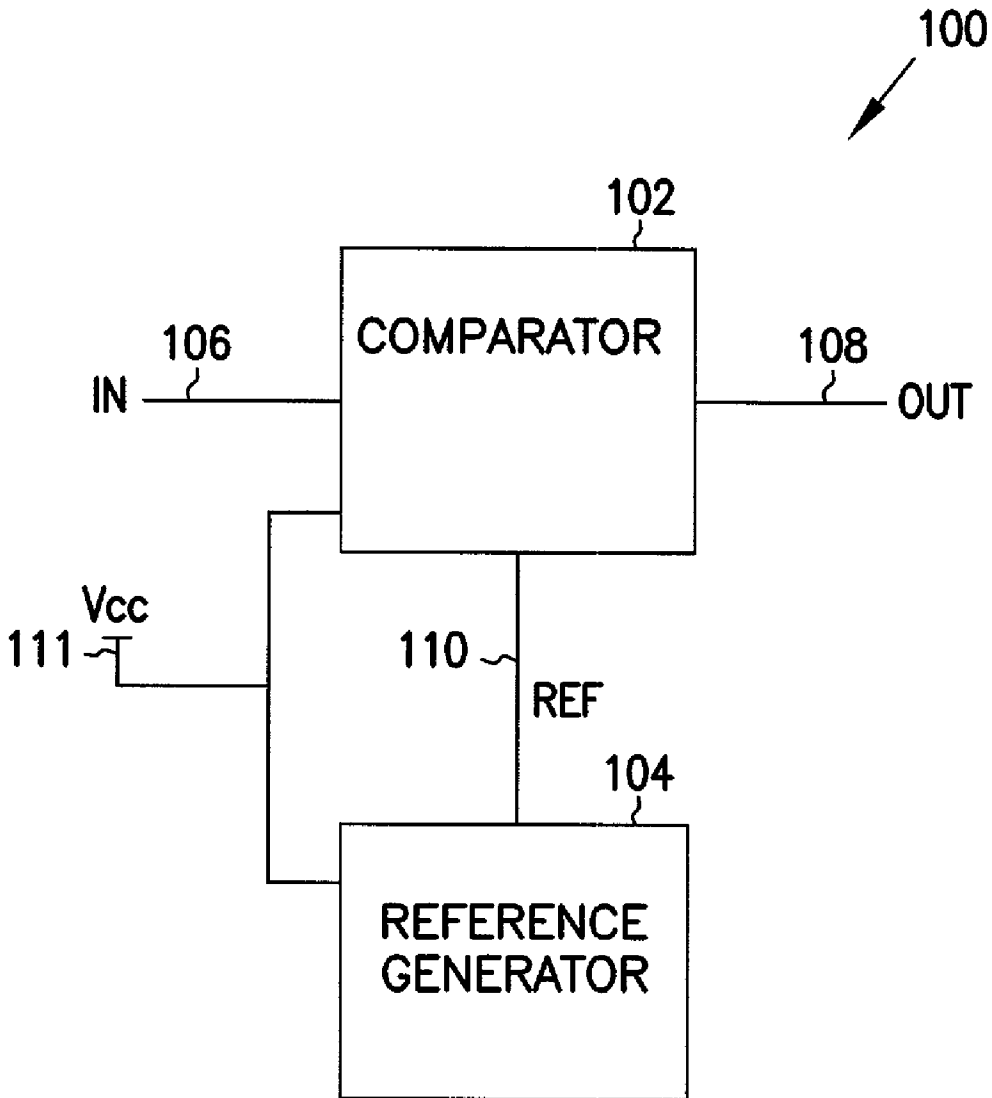 100
102
COMPARATOR
106
108
IN
OUT
Vcc
111
110
REF
104
REFERENCE
GENERATOR